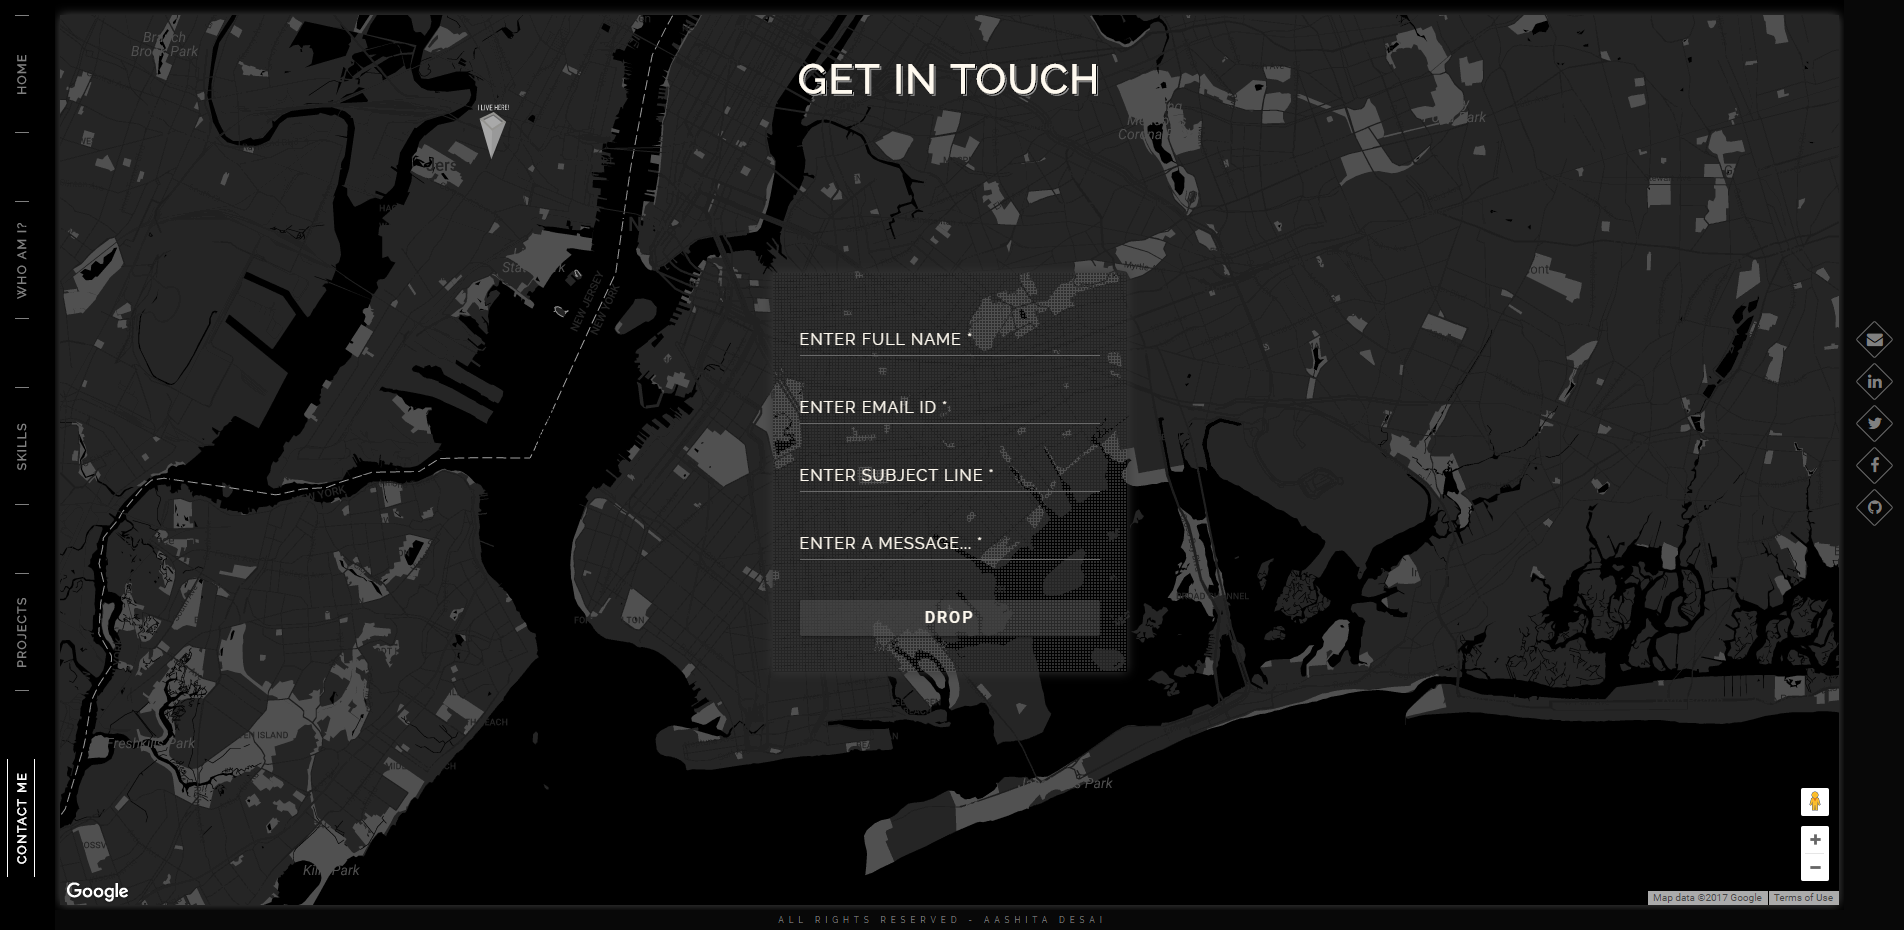 HOME
WHO AM I?
SKILLS
PROJECTS
CONTACT ME
GET IN TOUCH
I LIVE HERE!
NEW JERSEY
NEW YORK
ENTER FULL NAME *
ENTER EMAIL ID *
ENTER SUBJECT LINE *
ENTER A MESSAGE... *
DROP
Freshkills Park
Google
Map data ©2017 Google
Terms of Use
ALL RIGHTS RESERVED - AASHITA DESAI